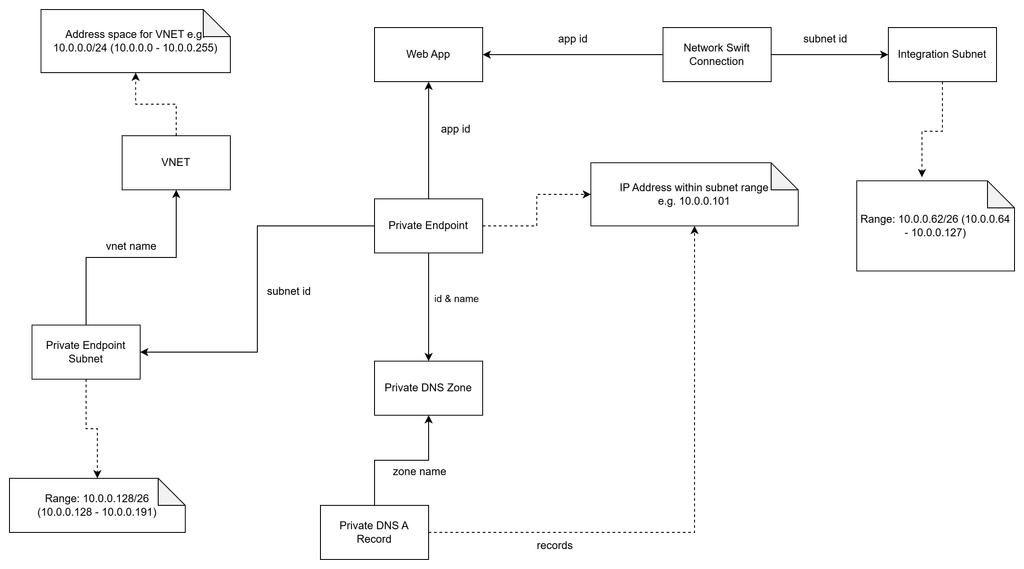 Address space for VNET e.g.
10.0.0.0/24 (10.0.0.0 - 10.0.0.255)
Web App
app id
Network Swift
Connection
subnet id
Integration Subnet
app id
VNET
IP Address within subnet range
e.g. 10.0.0.101
Range: 10.0.0.62/26 (10.0.0.64
- 10.0.0.127)
Private Endpoint
vnet name
subnet id
id & name
Private Endpoint
Subnet
Private DNS Zone
zone name
Range: 10.0.0.128/26
(10.0.0.128 - 10.0.0.191)
Private DNS A
Record
records